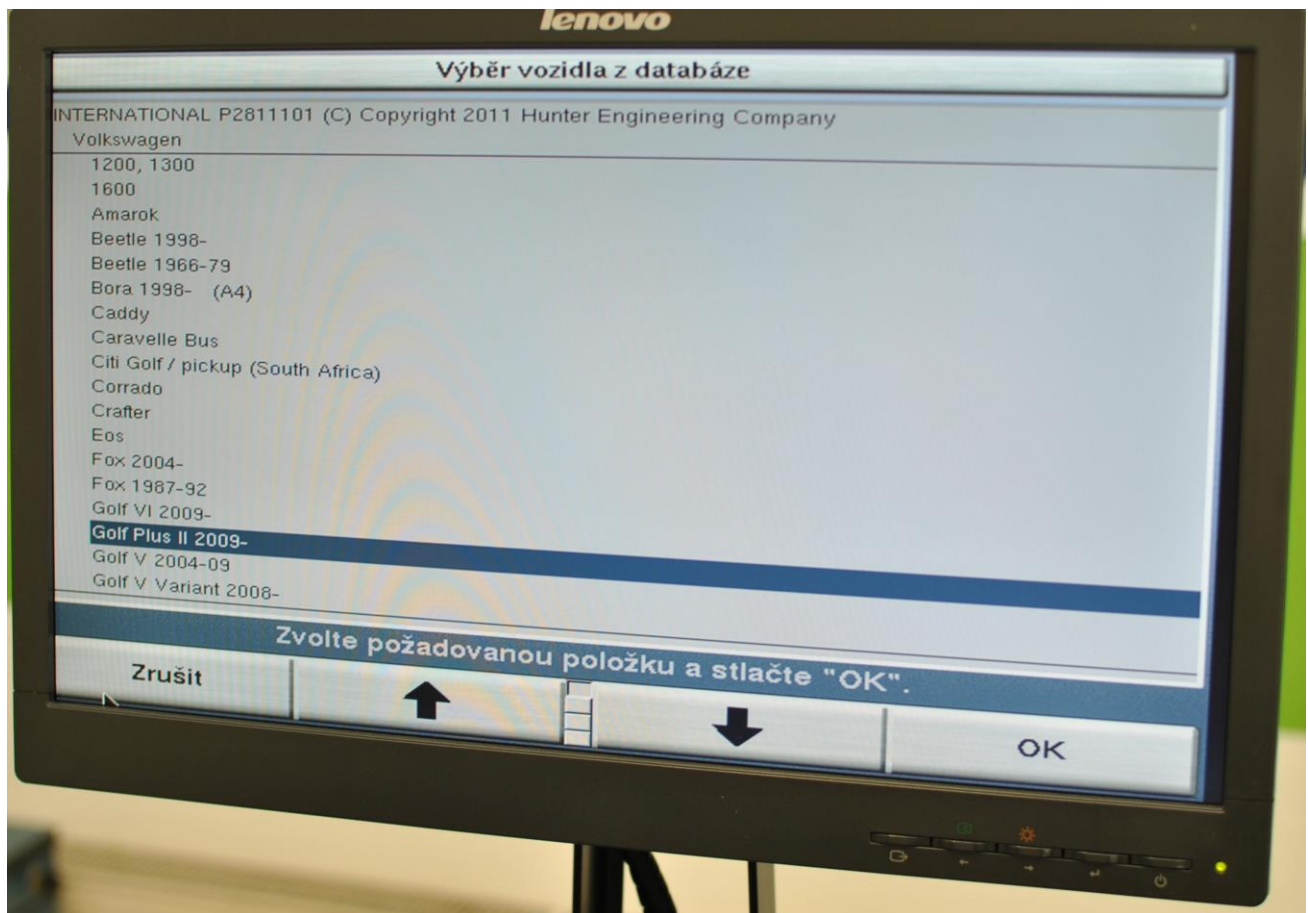 lenovo
Výběr vozidla z databáze
INTERNATIONAL P2811101 (C) Copyright 2011 Hunter Engineering Company
Volkswagen
1200, 1300
1600
Amarok
Beetle 1998-
Beetle 1966-79
Bora 1998- (A4)
Caddy
Caravelle Bus
Citi Golf / pickup (South Africa)
Corrado
Crafter
Eos
Fox 2004-
Fox 1987-92
Golf VI 2009-
Golf Plus II 2009-
Golf V 2004-09
Golf V Variant 2008-
Zvolte požadovanou položku a stlačte "OK".
Zrušit
OK